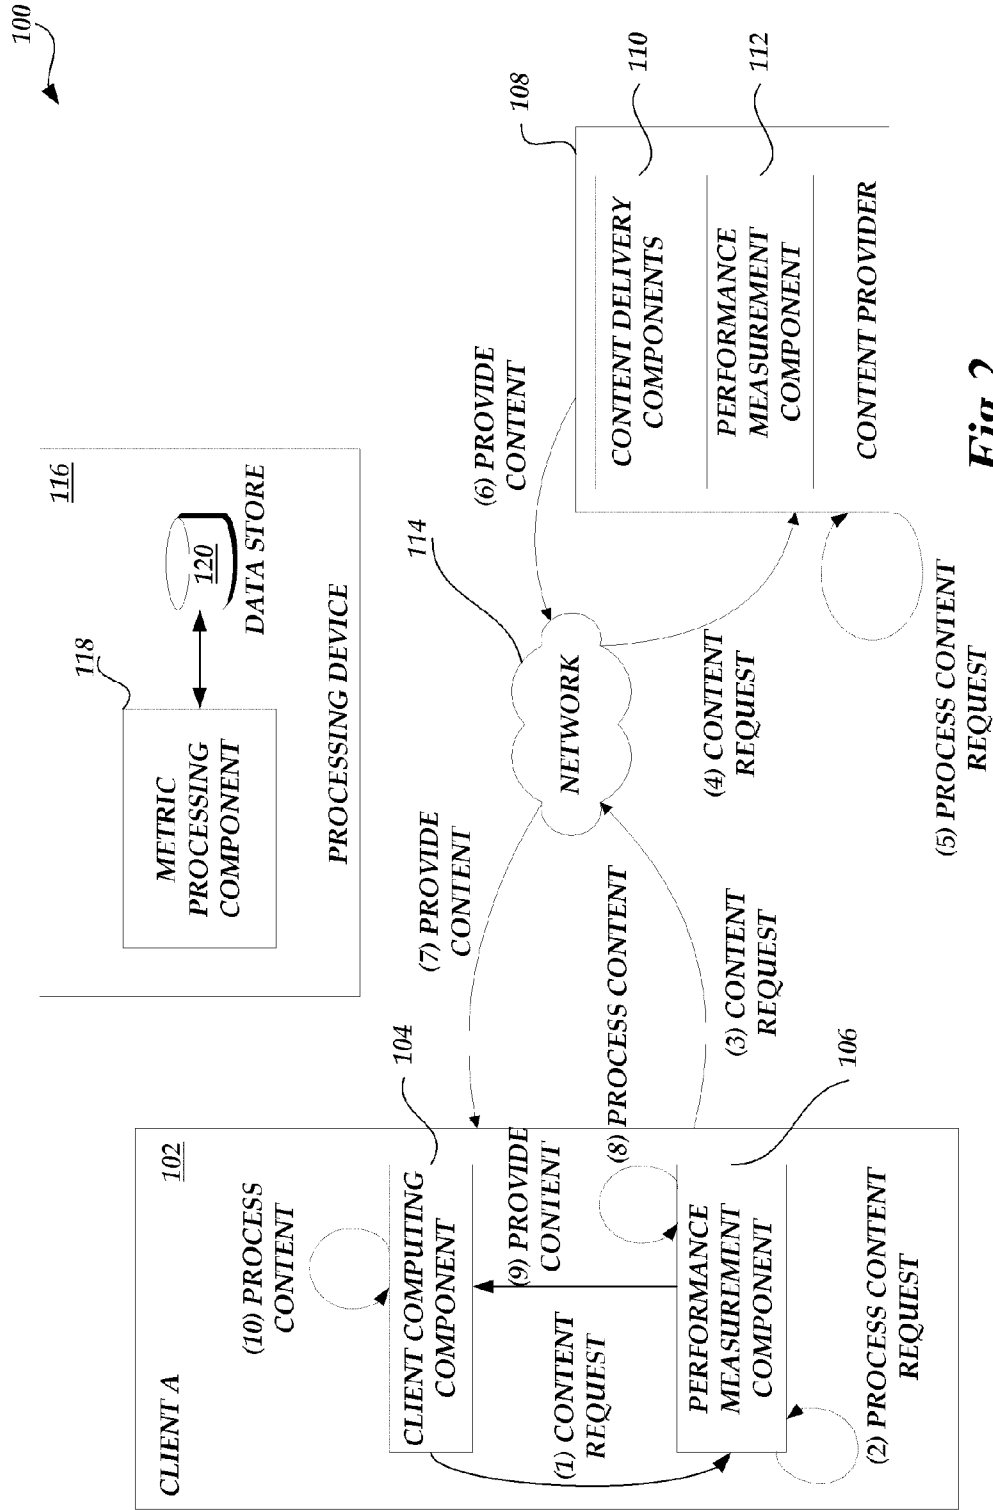 100
CLIENT A
102
(10) PROCESS
CONTENT
CLIENT COMPUTING
COMPONENT
104
(1) CONTENT
REQUEST
(9) PROVIDE
CONTENT
(8) PROCESS CONTENT
PERFORMANCE
MEASUREMENT
COMPONENT
106
(2) PROCESS CONTENT
REQUEST
METRIC
PROCESSING
COMPONENT
118
120
DATA STORE
116
PROCESSING DEVICE
(7) PROVIDE
CONTENT
114
NETWORK
(3) CONTENT
REQUEST
(6) PROVIDE
CONTENT
(4) CONTENT
REQUEST
108
CONTENT DELIVERY
COMPONENTS
110
PERFORMANCE
MEASUREMENT
COMPONENT
112
CONTENT PROVIDER
(5) PROCESS CONTENT
REQUEST
Fig. 2